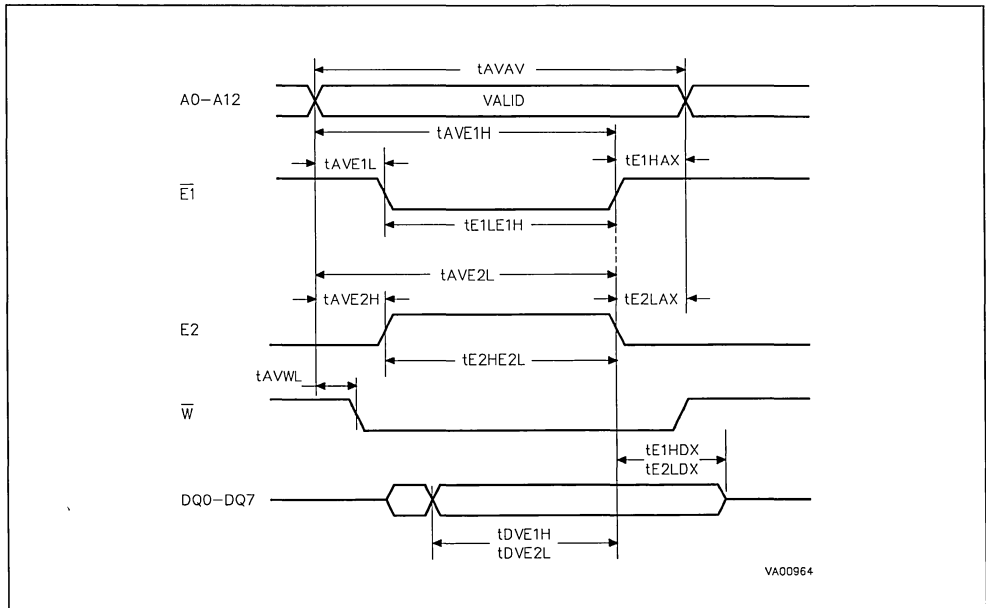 tAVAV
A0-A12
VALID
tAVE1H
tAVE1L
tE1HAX
E1
tE1LE1H
tAVE2L
tAVE2H
tE2LAX
E2
tE2HE2L
tAVWL
W
tE1HDX
tE2LDX
DQ0-DQ7
tDVE1H
tDVE2L
VA00964